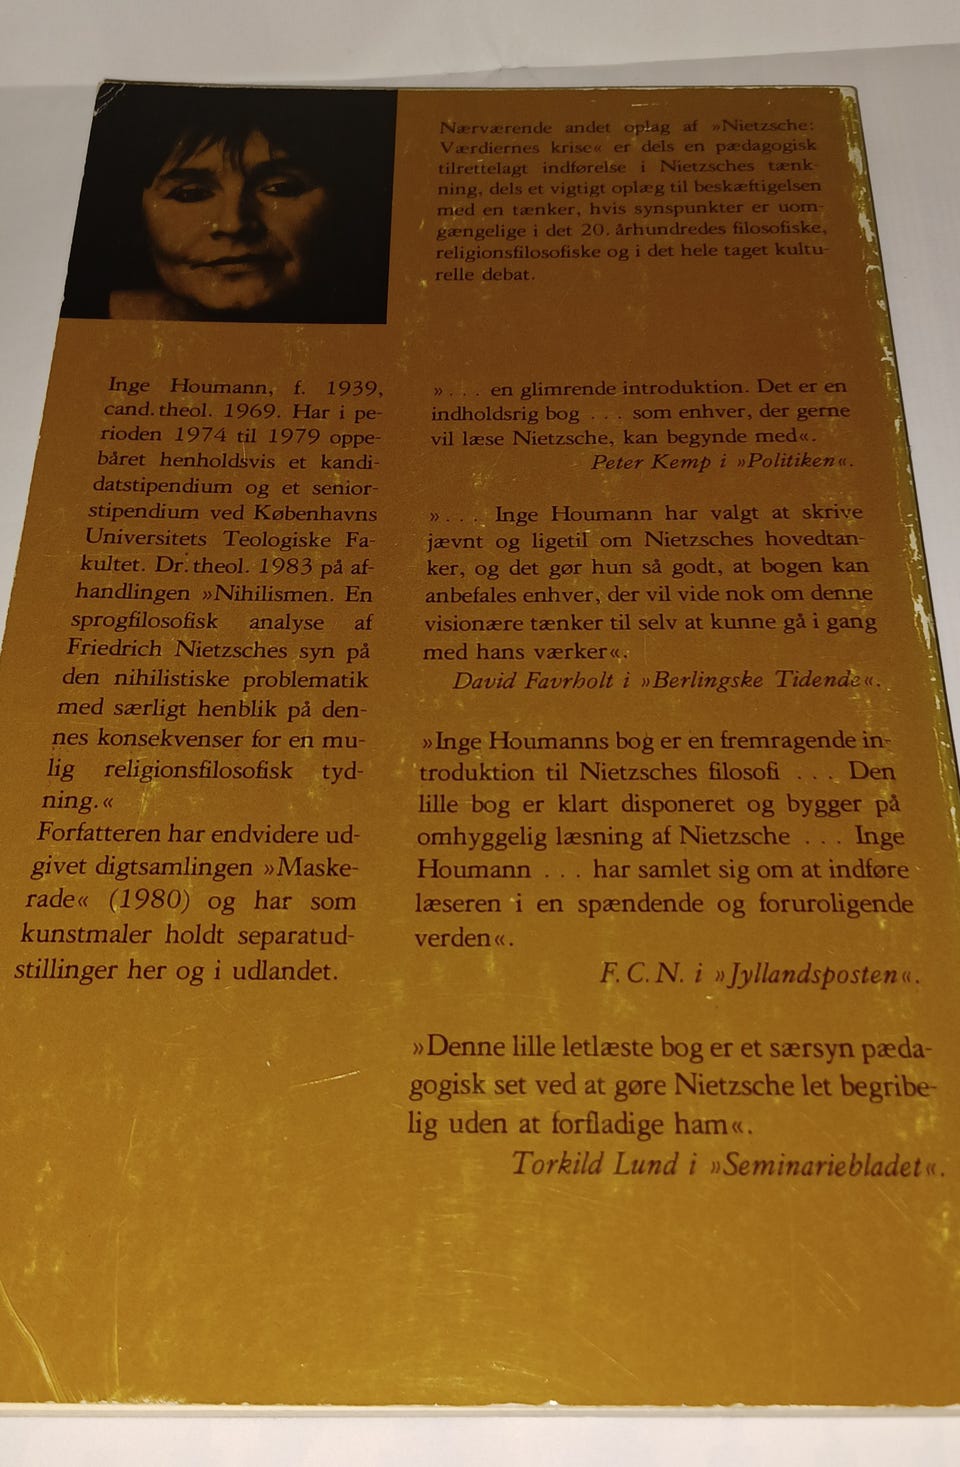 Nærværende andet oplag af »Nietzsche:
Værdiernes krise« er dels en pædagogisk
tilrettelagt indførelse i Nietzsches tænk-
ning, dels et vigtigt oplæg til beskæftigelsen
med en tænker, hvis synspunkter er uom-
gængelige i det 20. århundredes filosofiske,
religionsfilosofiske og i det hele taget kultu-
relle debat.
Inge Houmann, f. 1939,
cand. theol. 1969. Har i pe-
rioden 1974 til 1979 oppe-
båret henholdsvis et kandi-
datstipendium og et senior-
stipendium ved Københavns
Universitets Teologiske Fa-
kultet. Dr. theol. 1983 på af-
handlingen »Nihilismen. En
sprogfilosofisk analyse af
Friedrich Nietzsches syn på
den nihilistiske problematik
med særligt henblik på den-
nes konsekvenser for en mu-
lig religionsfilosofisk tyd-
ning.«
Forfatteren har endvidere ud-
givet digtsamlingen »Maske-
rade« (1980) og har som
kunstmaler holdt separatud-
stillinger her og i udlandet.
». . . en glimrende introduktion. Det er en
indholdsrig bog . . . som enhver, der gerne
vil læse Nietzsche, kan begynde med«.
Peter Kemp i »Politiken«.
». . . Inge Houmann har valgt at skrive
jævnt og ligetil om Nietzsches hovedtan-
ker, og det gør hun så godt, at bogen kan
anbefales enhver, der vil vide nok om denne
visionære tænker til selv at kunne gå i gang
med hans værker«.
David Favrholt i »Berlingske Tidende«.
»Inge Houmanns bog er en fremragende in-
troduktion til Nietzsches filosofi . . . Den
lille bog er klart disponeret og bygger på
omhyggelig læsning af Nietzsche . . . Inge
Houmann . . . har samlet sig om at indføre
læseren i en spændende og foruroligende
verden«.
F. C. N. i »Jyllandsposten«.
»Denne lille letlæste bog er et særsyn pæda-
gogisk set ved at gøre Nietzsche let begribe-
lig uden at forfladige ham«.
Torkild Lund i »Seminariebladet«.